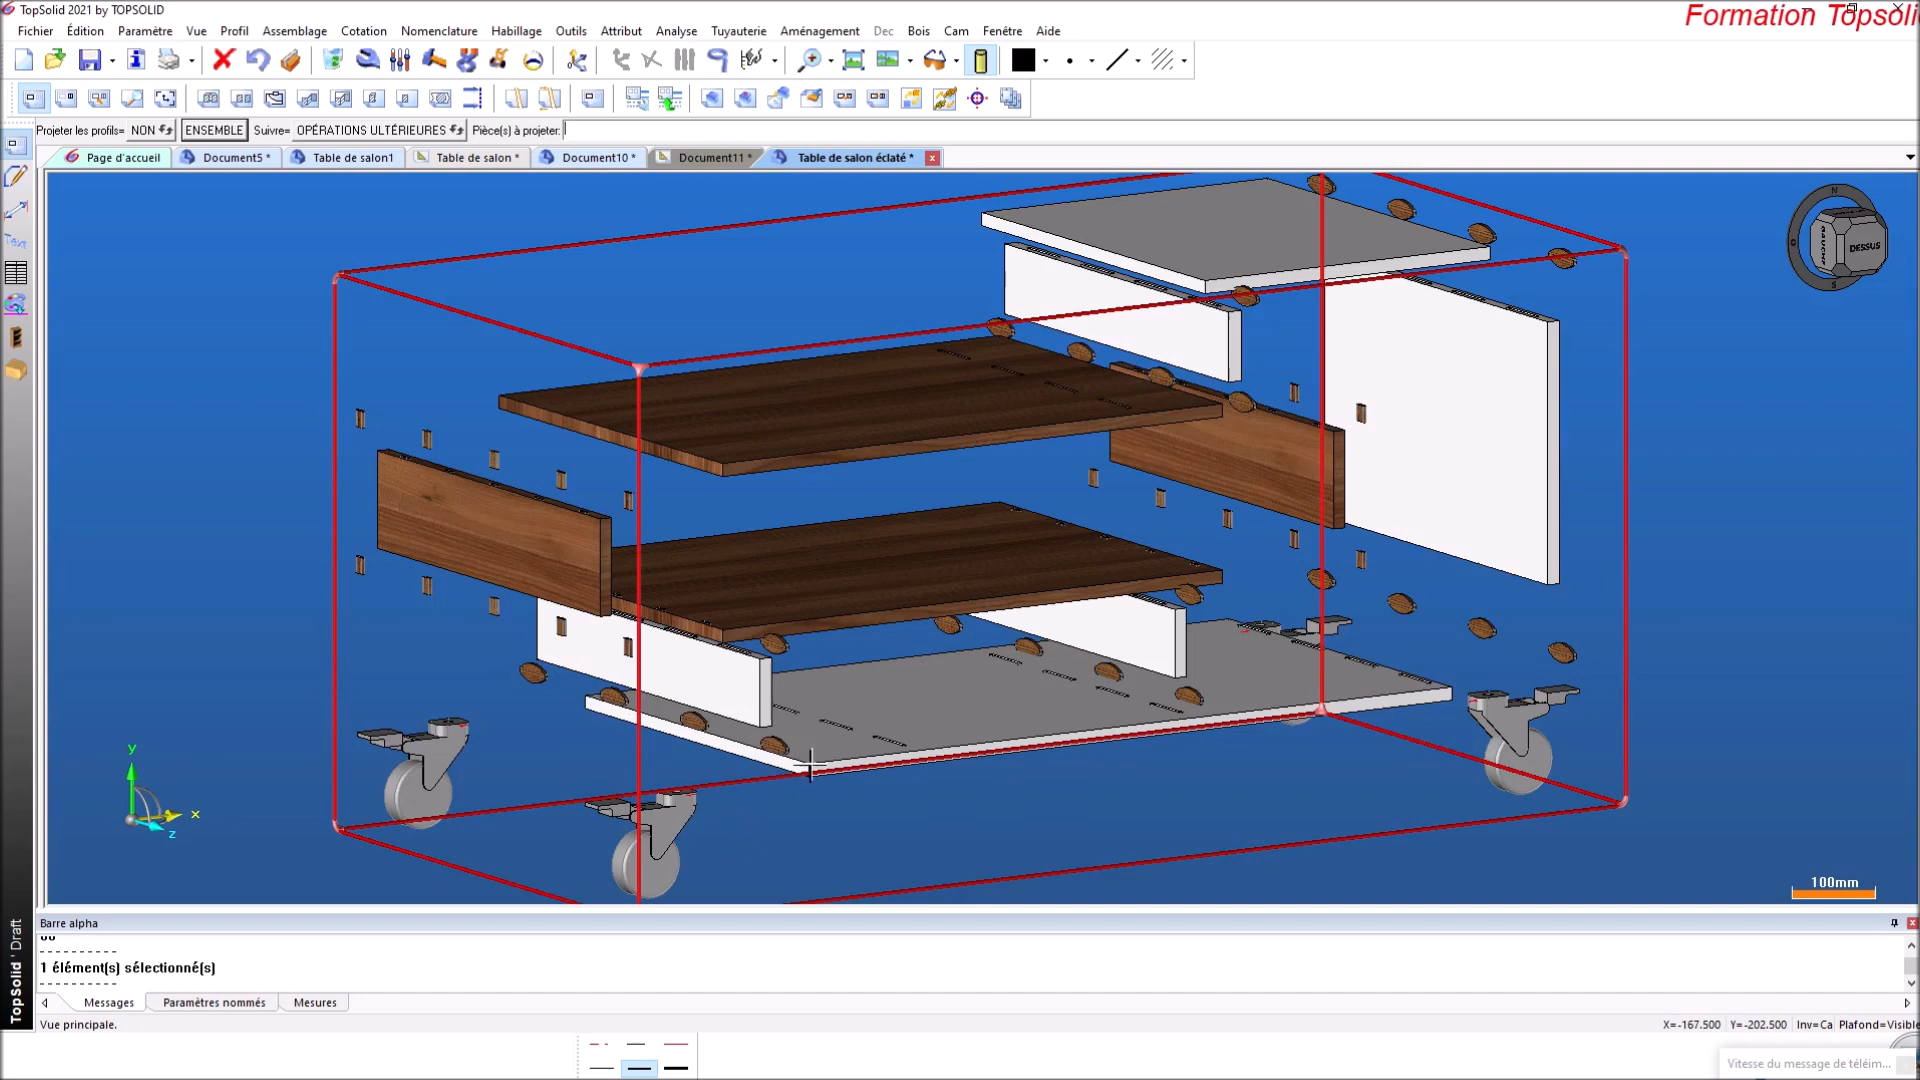 TopSolid 2021 by TOPSOLID
Formation Topsoli
Fichier Édition Paramètre Vue Profil Assemblage Cotation Nomenclature Habillage Outils Attribut Analyse Tuyauterie Aménagement Dec Bois Cam Fenêtre Aide
Projeter les profils= NON ENSEMBLE Suivre= OPÉRATIONS ULTÉRIEURES Pièce(s) à projeter:
Page d'accueil Document5 * Table de salon1 Table de salon * Document10 * Document11 * Table de salon éclaté *
Text
N
DESSUS
GAUCHE
O
S
y
x
z
100mm
Barre alpha
1 élément(s) sélectionné(s)
TopSolid 'Draft
Messages Paramètres nommés Mesures
Vue principale.
X=-167.500 Y=-202.500 Inv=Ca Plafond=Visible
Vitesse du message de téléim...